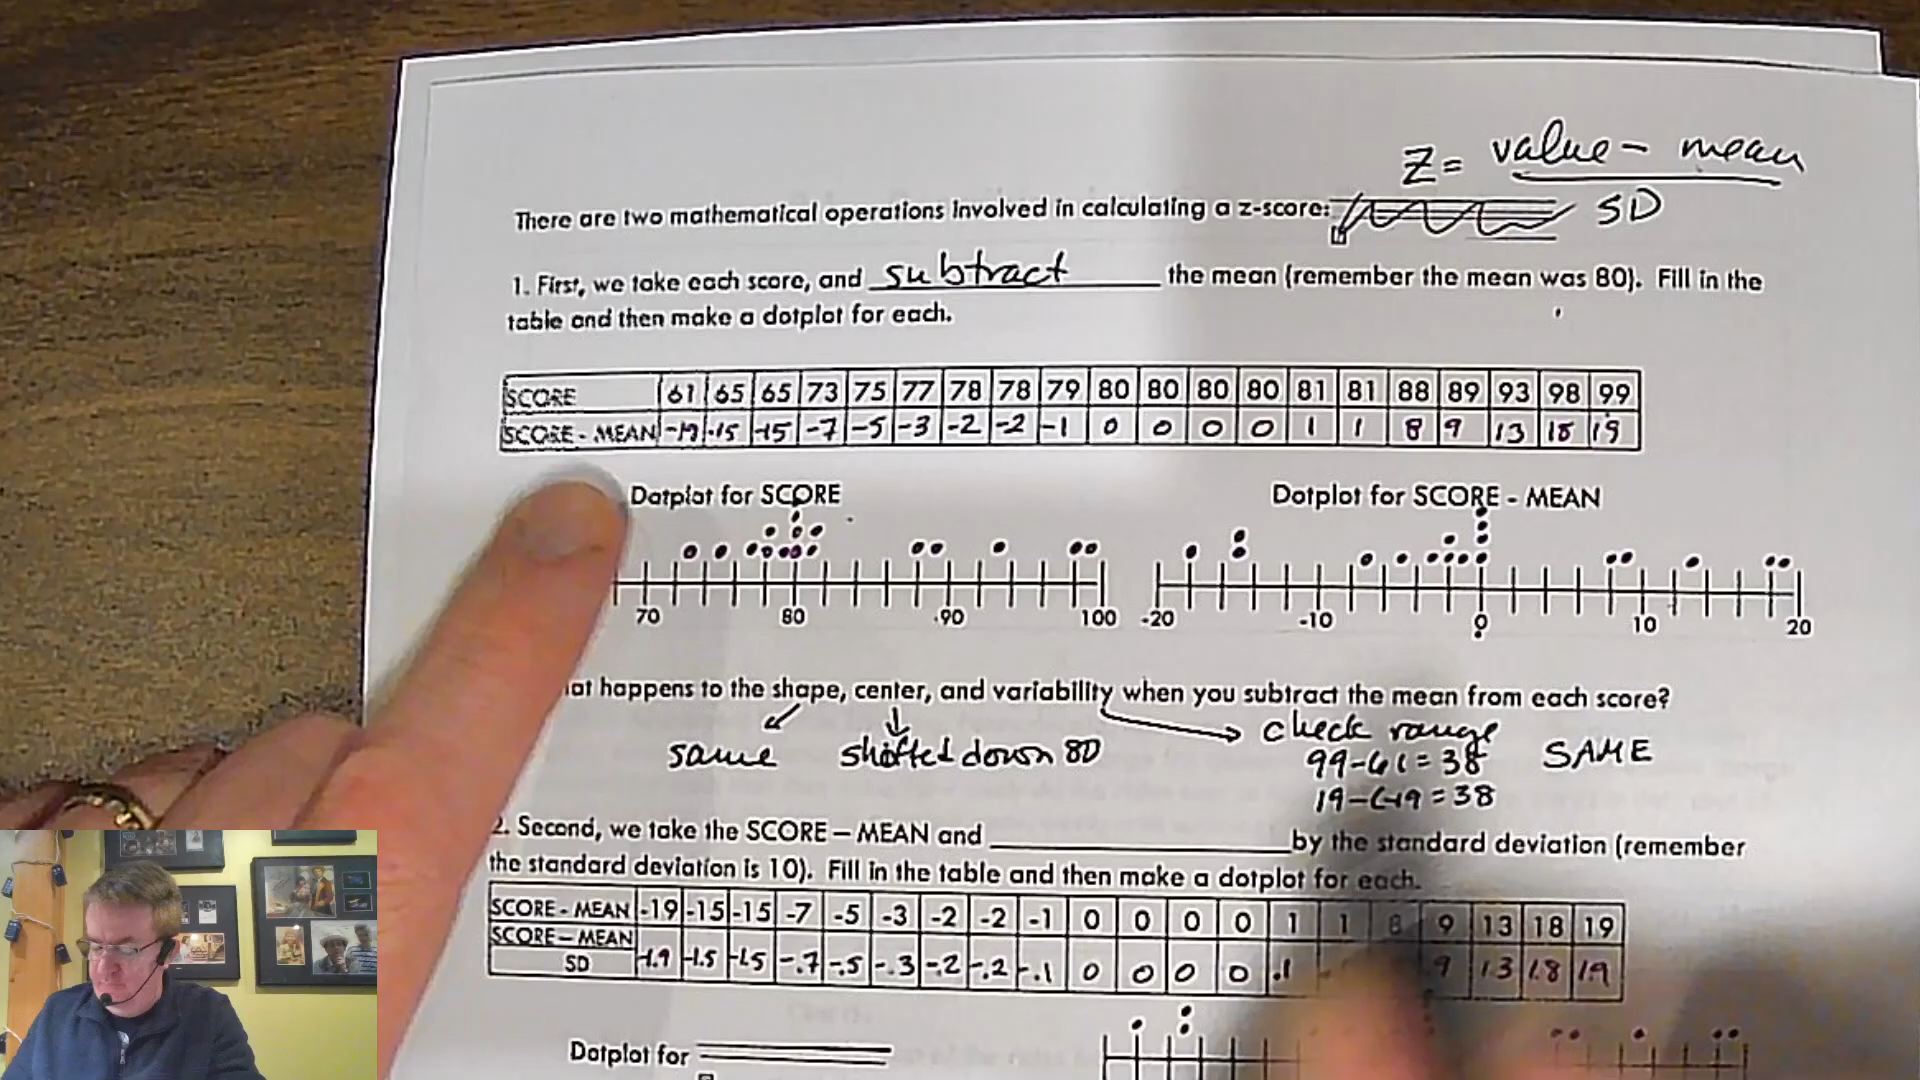 Z = value - mean
SD
There are two mathematical operations involved in calculating a z-score:
1. First, we take each score, and subtract the mean (remember the mean was 80). Fill in the
table and then make a dotplot for each.
SCORE 61 65 65 73 75 77 78 78 79 80 80 80 80 81 81 88 89 93 98 99
SCORE - MEAN -19 -15 -15 -7 -5 -3 -2 -2 -1 0 0 0 0 1 1 8 9 13 18 19
Dotplot for SCORE Dotplot for SCORE - MEAN
70 80 90 100 -20 -10 0 10 20
happens to the shape, center, and variability when you subtract the mean from each score?
same shifted down 80 check range SAME
99-61 = 38
19-(-19 = 38
2. Second, we take the SCORE – MEAN and ____________ by the standard deviation (remember
the standard deviation is 10). Fill in the table and then make a dotplot for each.
SCORE - MEAN -19 -15 -15 -7 -5 -3 -2 -2 -1 0 0 0 0 1 1 8 9 13 18 19
SCORE – MEAN
SD -1.9 -1.5 -1.5 -.7 -.5 -.3 -.2 -.2 -.1 0 0 0 0 .1 9 1.3 1.8 1.9
Dotplot for